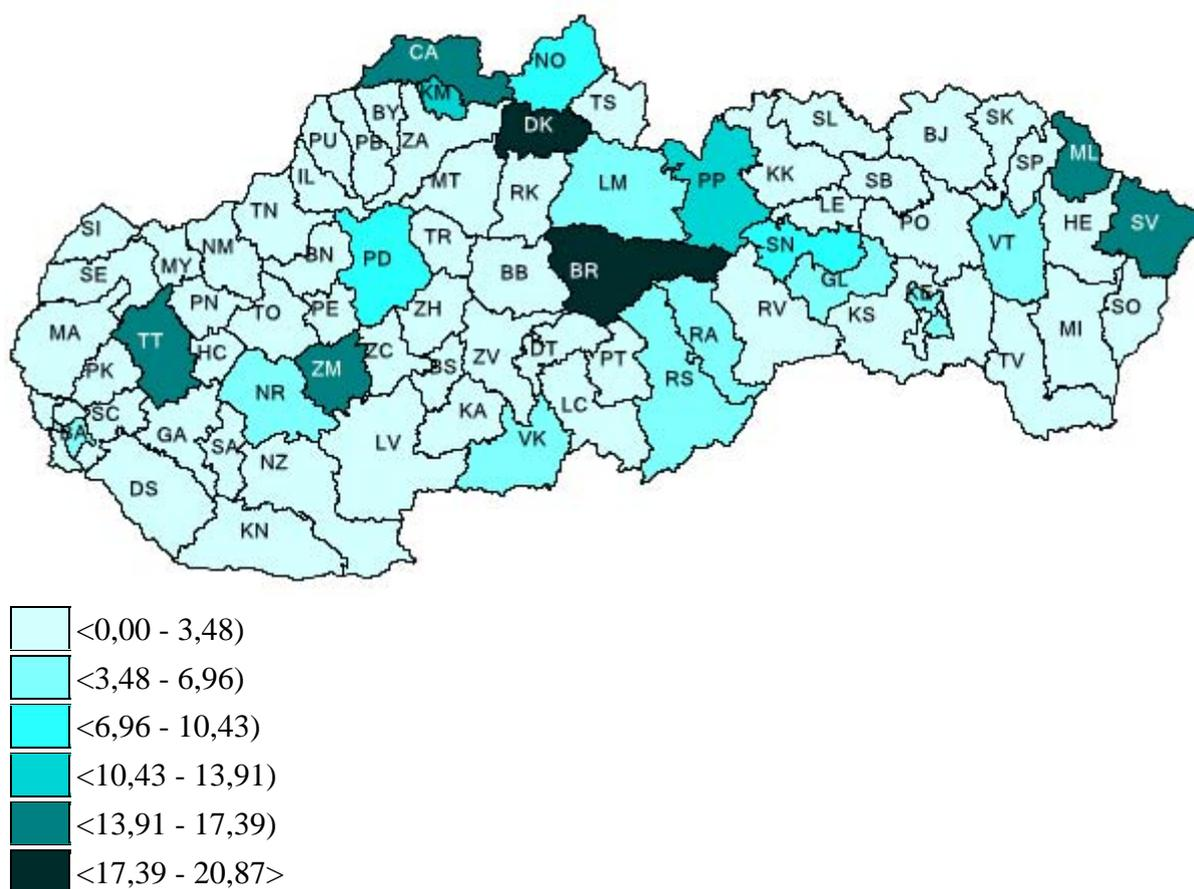 CA
NO
KM
TS
DK
BY
PU
PB
ZA
SL
BJ
SK
SP
ML
IL
MT
RK
LM
PP
KK
SB
LE
PO
HE
SV
VT
TN
SI
NM
BN
PD
TR
SN
GL
SE
MY
BB
BR
PN
TO
PE
ZH
RV
KS
KE
SO
MI
MA
TT
HC
ZM
ZC
BS
ZV
DT
PT
RA
RS
TV
PK
NR
SC
BA
GA
SA
NZ
LV
KA
VK
LC
DS
KN
<0,00 - 3,48)
<3,48 - 6,96)
<6,96 - 10,43)
<10,43 - 13,91)
<13,91 - 17,39)
<17,39 - 20,87>